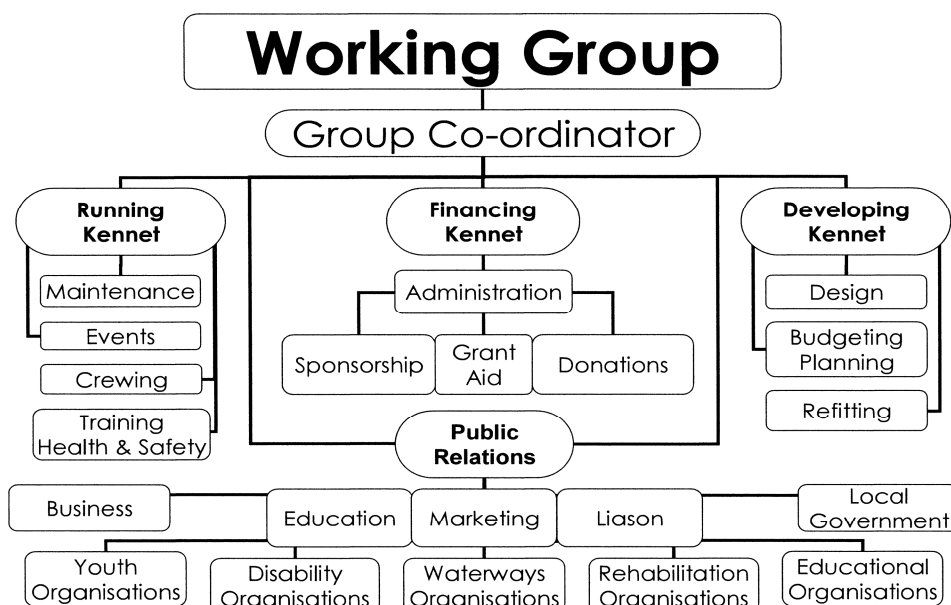 Working Group
Group Co-ordinator
Running
Kennet
Financing
Kennet
Developing
Kennet
Maintenance
Events
Crewing
Training
Health & Safety
Administration
Sponsorship
Grant
Aid
Donations
Design
Budgeting
Planning
Refitting
Public
Relations
Business
Education
Marketing
Liason
Local
Government
Youth
Organisations
Disability
Organisations
Waterways
Organisations
Rehabilitation
Organisations
Educational
Organisations